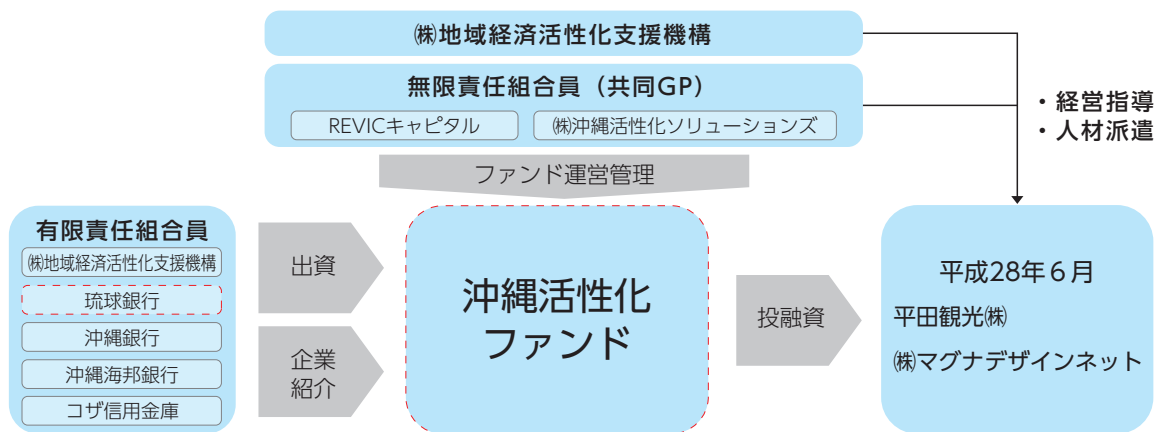 ㈱地域経済活性化支援機構
無限責任組合員（共同GP）
REVICキャピタル
㈱沖縄活性化ソリューションズ
・経営指導
・人材派遣
ファンド運営管理
有限責任組合員
㈱地域経済活性化支援機構
琉球銀行
沖縄銀行
沖縄海邦銀行
コザ信用金庫
出資
企業
紹介
沖縄活性化
ファンド
投融資
平成28年６月
平田観光㈱
㈱マグナデザインネット